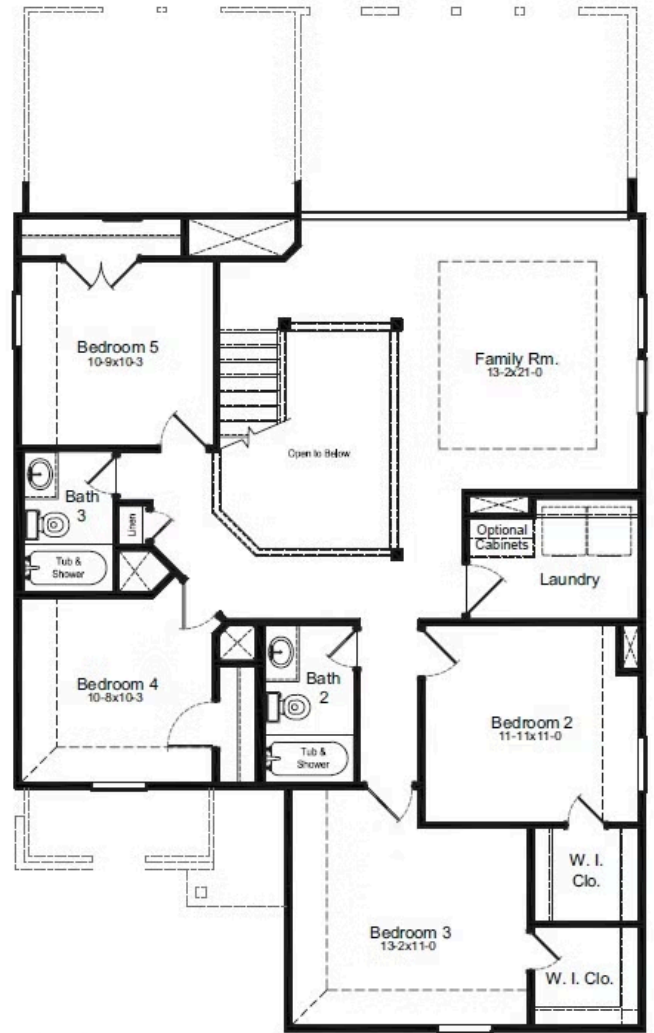 Bedroom 5
10-9x10-3
Family Rm.
13-2x21-0
Open to Below
Bath
3
Linen
Tub &
Shower
Optional
Cabinets
Laundry
Bedroom 4
10-8x10-3
Bath
2
Tub &
Shower
Bedroom 2
11-11x11-0
W. I.
Clo.
Bedroom 3
13-2x11-0
W. I. Clo.